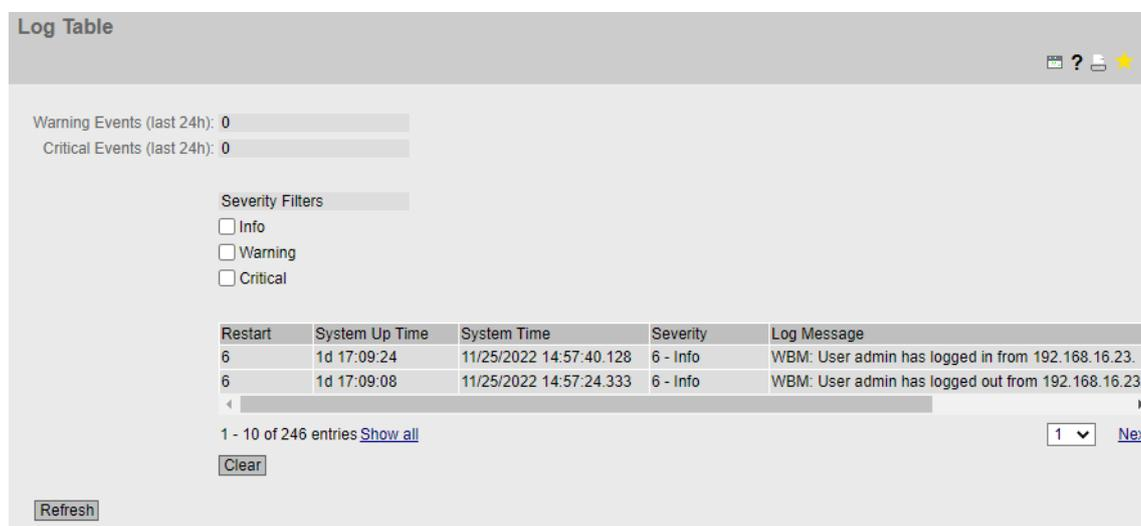 Log Table
?
Warning Events (last 24h): 0
Critical Events (last 24h): 0
Severity Filters
Info
Warning
Critical
Restart System Up Time System Time Severity Log Message
6 1d 17:09:24 11/25/2022 14:57:40.128 6 - Info WBM: User admin has logged in from 192.168.16.23.
6 1d 17:09:08 11/25/2022 14:57:24.333 6 - Info WBM: User admin has logged out from 192.168.16.23
1 - 10 of 246 entries Show all 1 Nex
Clear
Refresh